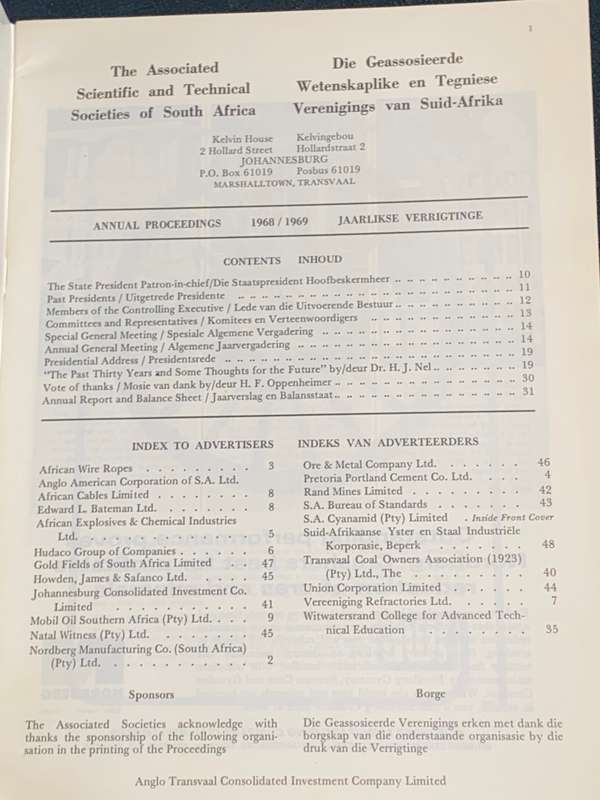 1
The Associated
Scientific and Technical
Societies of South Africa
Die Geassosieerde
Wetenskaplike en Tegniese
Verenigings van Suid-Afrika
Kelvin House Kelvingebou
2 Hollard Street Hollardstraat 2
JOHANNESBURG
P.O. Box 61019 Posbus 61019
MARSHALLTOWN, TRANSVAAL
ANNUAL PROCEEDINGS 1968 / 1969 JAARLIKSE VERRIGTINGE
CONTENTS INHOUD
The State President Patron-in-chief/Die Staatspresident Hoofbeskermheer .. .. .. .. .. .. .. .. .. .. 10
Past Presidents / Uitgetrede Presidente .. .. .. .. .. .. .. .. .. .. .. .. .. .. .. .. 11
Members of the Controlling Executive / Lede van die Uitvoerende Bestuur .. .. .. .. .. .. .. .. 12
Committees and Representatives / Komitees en Verteenwoordigers .. .. .. .. .. .. .. .. .. .. 13
Special General Meeting / Spesiale Algemene Vergadering .. .. .. .. .. .. .. .. .. .. .. .. 14
Annual General Meeting / Algemene Jaarvergadering .. .. .. .. .. .. .. .. .. .. .. .. .. 14
Presidential Address / Presidentsrede .. .. .. .. .. .. .. .. .. .. .. .. .. .. .. .. .. 19
"The Past Thirty Years and Some Thoughts for the Future" by/deur Dr. H. J. Nel .. .. .. .. .. .. 19
Vote of thanks / Mosie van dank by/deur H. F. Oppenheimer .. .. .. .. .. .. .. .. .. .. .. 30
Annual Report and Balance Sheet / Jaarverslag en Balansstaat .. .. .. .. .. .. .. .. .. .. .. 31
INDEX TO ADVERTISERS
African Wire Ropes . . . . . . . . . 3
Anglo American Corporation of S.A. Ltd.
African Cables Limited . . . . . . . . 8
Edward L. Bateman Ltd. . . . . . . . 8
African Explosives & Chemical Industries
Ltd. . . . . . . . . . . . . . 5
Hudaco Group of Companies . . . . . . 6
Gold Fields of South Africa Limited . . . 47
Howden, James & Safanco Ltd. . . . . . 45
Johannesburg Consolidated Investment Co.
Limited . . . . . . . . . . . 41
Mobil Oil Southern Africa (Pty) Ltd. . . . 9
Natal Witness (Pty) Ltd. . . . . . . . 45
Nordberg Manufacturing Co. (South Africa)
(Pty) Ltd. . . . . . . . . . . . 2
INDEKS VAN ADVERTEERDERS
Ore & Metal Company Ltd. . . . . . . 46
Pretoria Portland Cement Co. Ltd. . . . 4
Rand Mines Limited . . . . . . . . . 42
S.A. Bureau of Standards . . . . . . . 43
S.A. Cyanamid (Pty) Limited . Inside Front Cover
Suid-Afrikaanse Yster en Staal Industriële
Korporasie, Beperk . . . . . . . 48
Transvaal Coal Owners Association (1923)
(Pty) Ltd., The . . . . . . . . 40
Union Corporation Limited . . . . . . 44
Vereeniging Refractories Ltd. . . . . . 7
Witwatersrand College for Advanced Tech-
nical Education . . . . . . . . 35
Sponsors
The Associated Societies acknowledge with
thanks the sponsorship of the following organi-
sation in the printing of the Proceedings
Borge
Die Geassosieerde Verenigings erken met dank die
borgskap van die onderstaande organisasie by die
druk van die Verrigtinge
Anglo Transvaal Consolidated Investment Company Limited